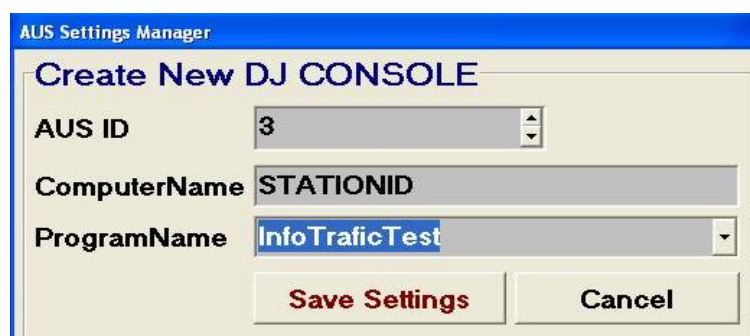 AUS Settings Manager
Create New DJ CONSOLE
AUS ID 3
ComputerName STATIONID
ProgramName InfoTraficTest
Save Settings Cancel